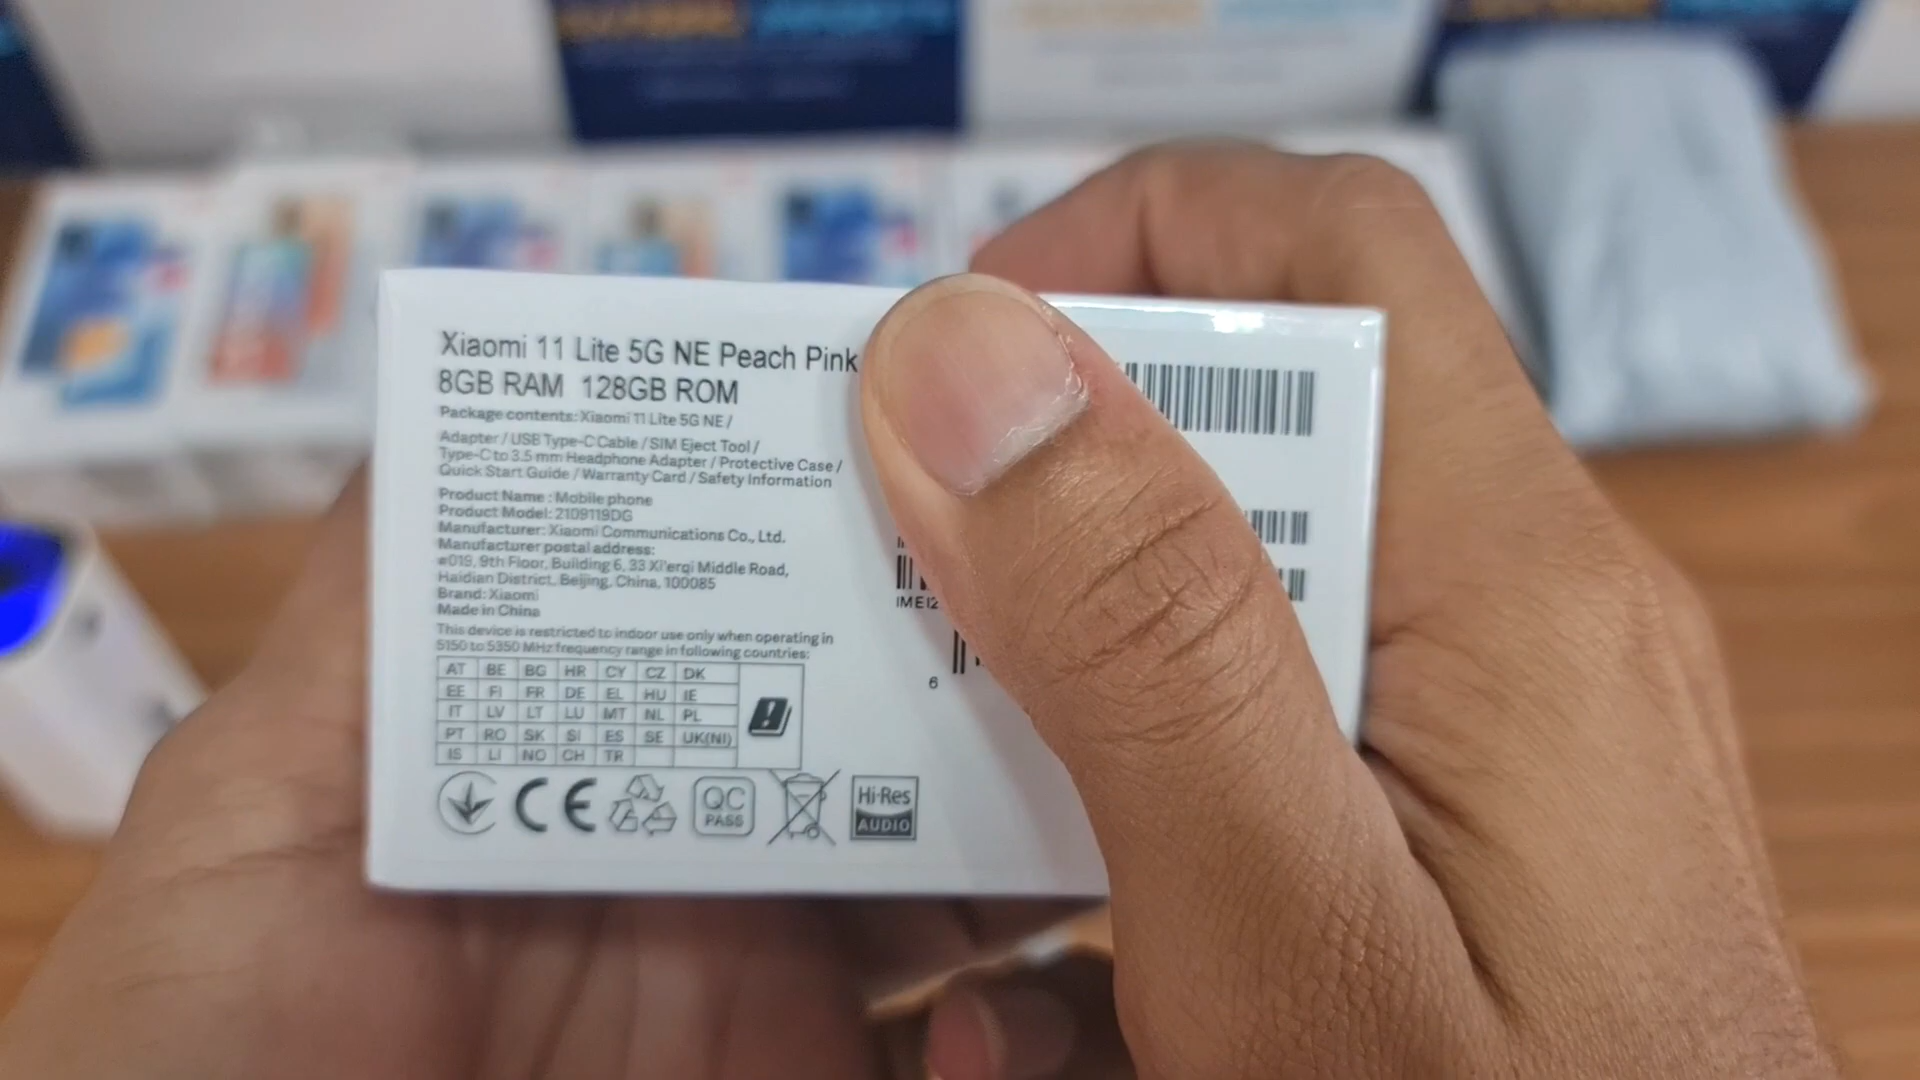 Xiaomi 11 Lite 5G NE Peach Pink
8GB RAM 128GB ROM
Package contents: Xiaomi 11 Lite 5G NE /
Adapter / USB Type-C Cable / SIM Eject Tool /
Type-C to 3.5 mm Headphone Adapter / Protective Case /
Quick Start Guide / Warranty Card / Safety Information
Product Name : Mobile phone
Product Model: 2109119DG
Manufacturer: Xiaomi Communications Co., Ltd.
Manufacturer postal address:
#019, 9th Floor, Building 6, 33 Xi'erqi Middle Road,
Haidian District, Beijing, China, 100085
Brand: Xiaomi
Made in China
This device is restricted to indoor use only when operating in
5150 to 5350 MHz frequency range in following countries:
AT BE BG HR CY CZ DK
EE FI FR DE EL HU IE
IT LV LT LU MT NL PL
PT RO SK SI ES SE UK(NI)
IS LI NO CH TR
CE
QC
PASS
Hi-Res
AUDIO
IMEI2
6